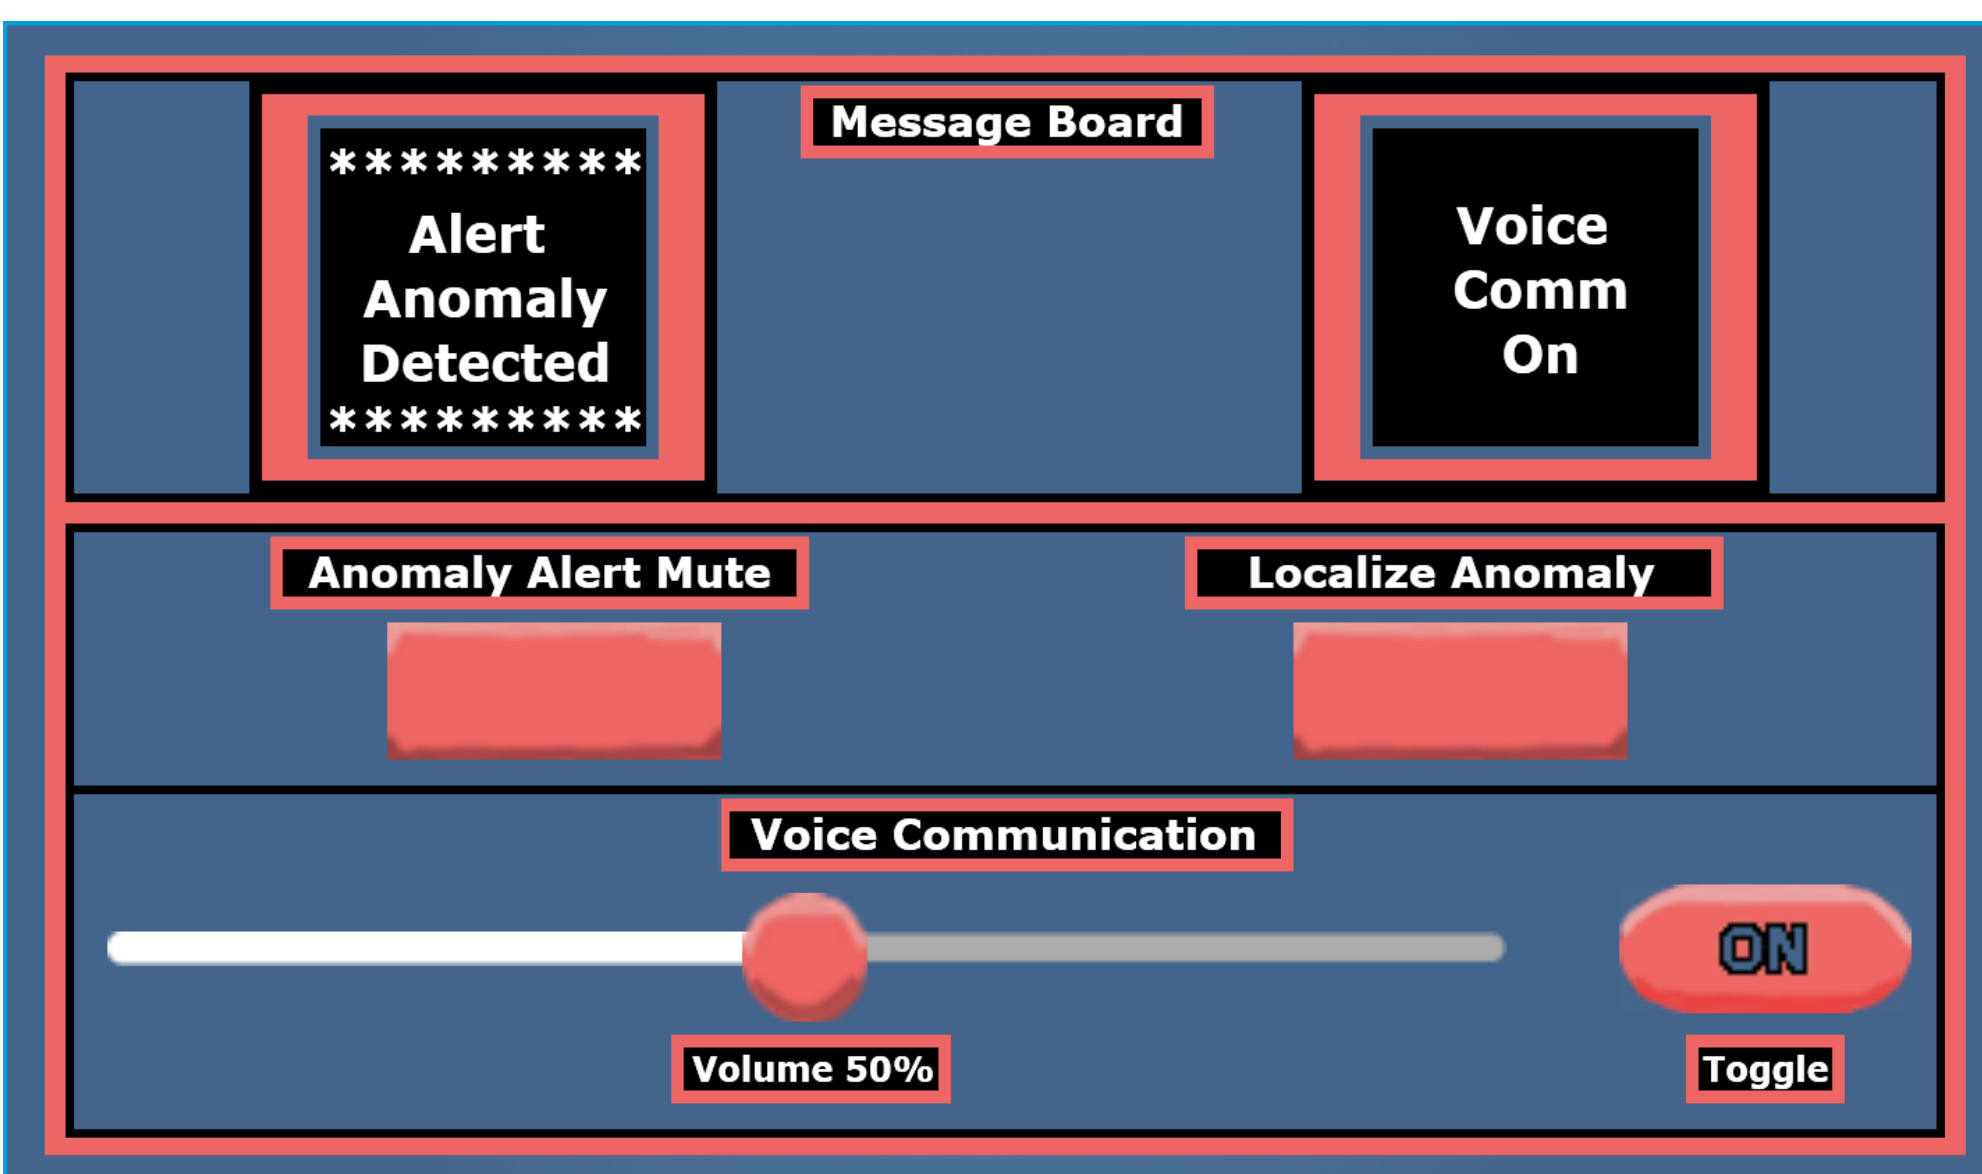 Message Board
*********
Alert
Anomaly
Detected
*********
Voice
Comm
On
Anomaly Alert Mute
Localize Anomaly
Voice Communication
ON
Volume 50%
Toggle